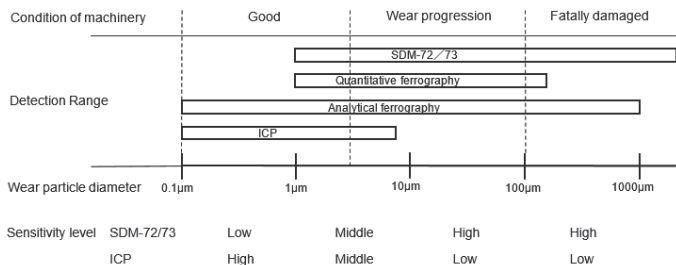 Condition of machinery Good Wear progression Fatally damaged
SDM-72／73
Quantitative ferrography
Detection Range
Analytical ferrography
ICP
Wear particle diameter 0.1μm 1μm 10μm 100μm 1000μm
Sensitivity level SDM-72/73 Low Middle High High
ICP High Middle Low Low